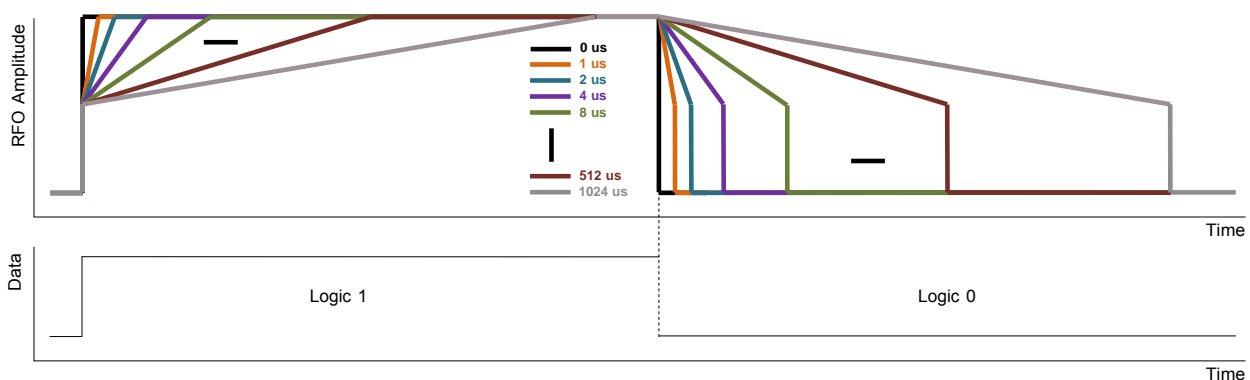 RFO Amplitude
0 us
1 us
2 us
4 us
8 us
512 us
1024 us
Time
Data
Logic 1
Logic 0
Time